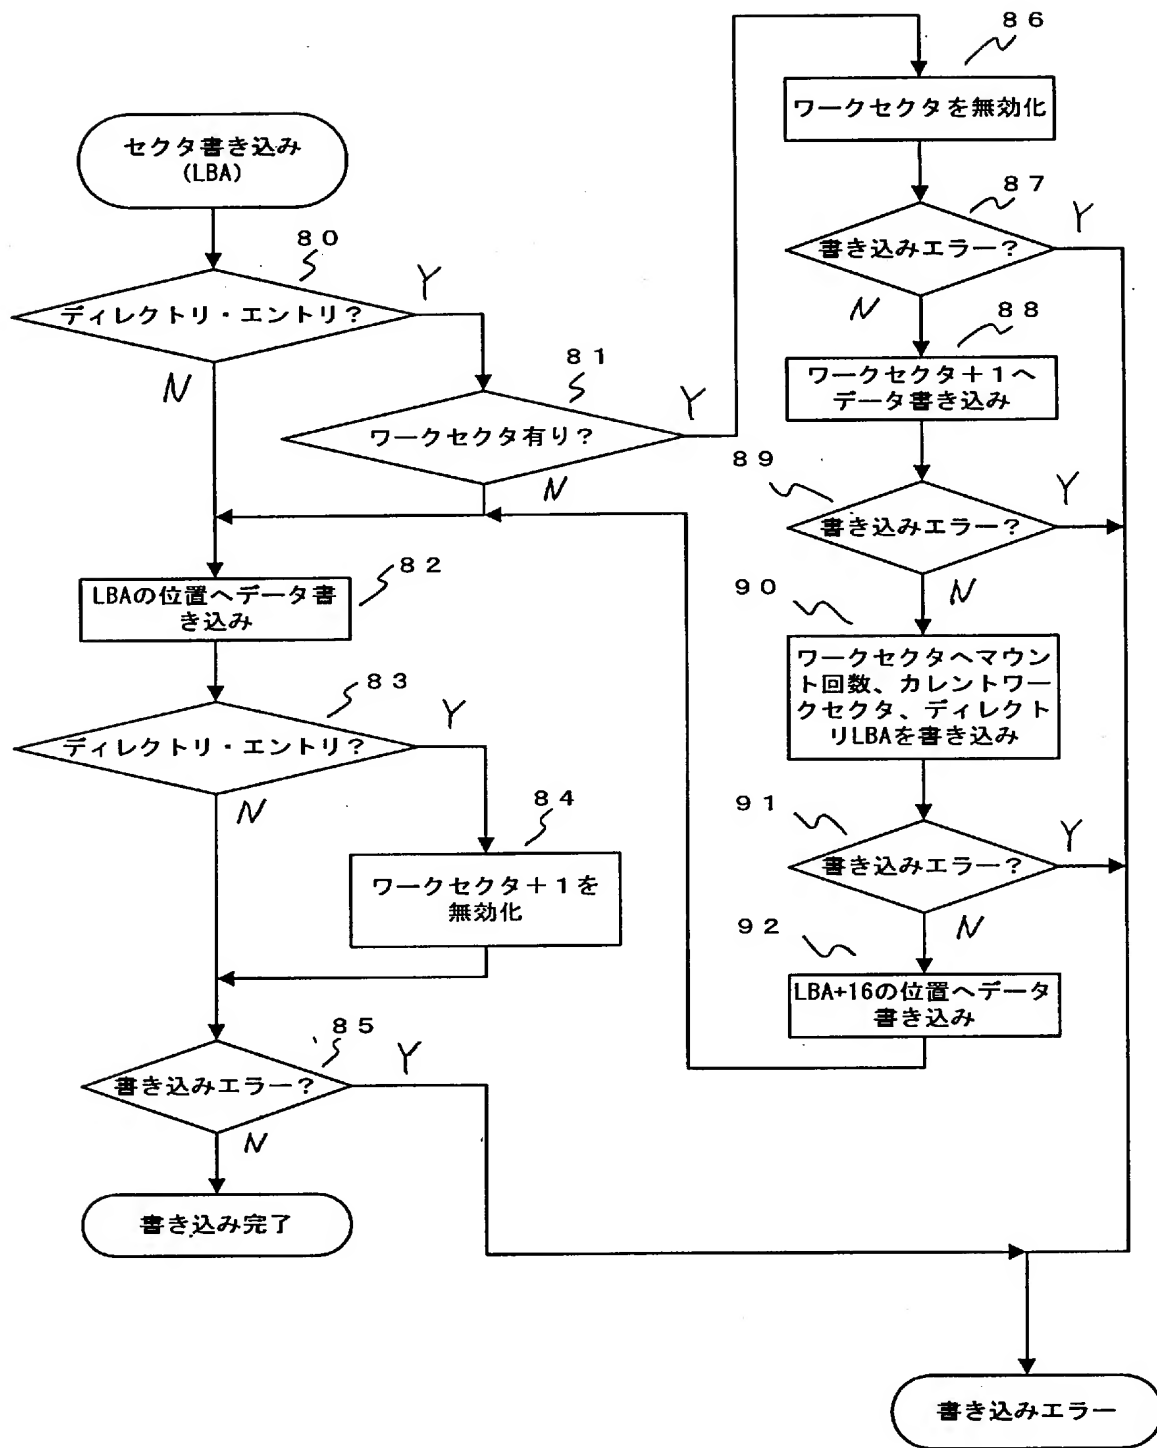 セクタ書き込み
(LBA)
８０
ディレクトリ・エントリ？
Y
N
８１
ワークセクタ有り？
Y
N
８２
LBAの位置へデータ書
き込み
８３
ディレクトリ・エントリ？
Y
N
８４
ワークセクタ＋１を
無効化
８５
書き込みエラー？
Y
N
書き込み完了
８６
ワークセクタを無効化
８７
書き込みエラー？
Y
N
８８
ワークセクタ＋１へ
データ書き込み
８９
書き込みエラー？
Y
N
９０
ワークセクタへマウン
ト回数、カレントワー
クセクタ、ディレクト
リLBAを書き込み
９１
書き込みエラー？
Y
N
９２
LBA+16の位置へデータ
書き込み
書き込みエラー